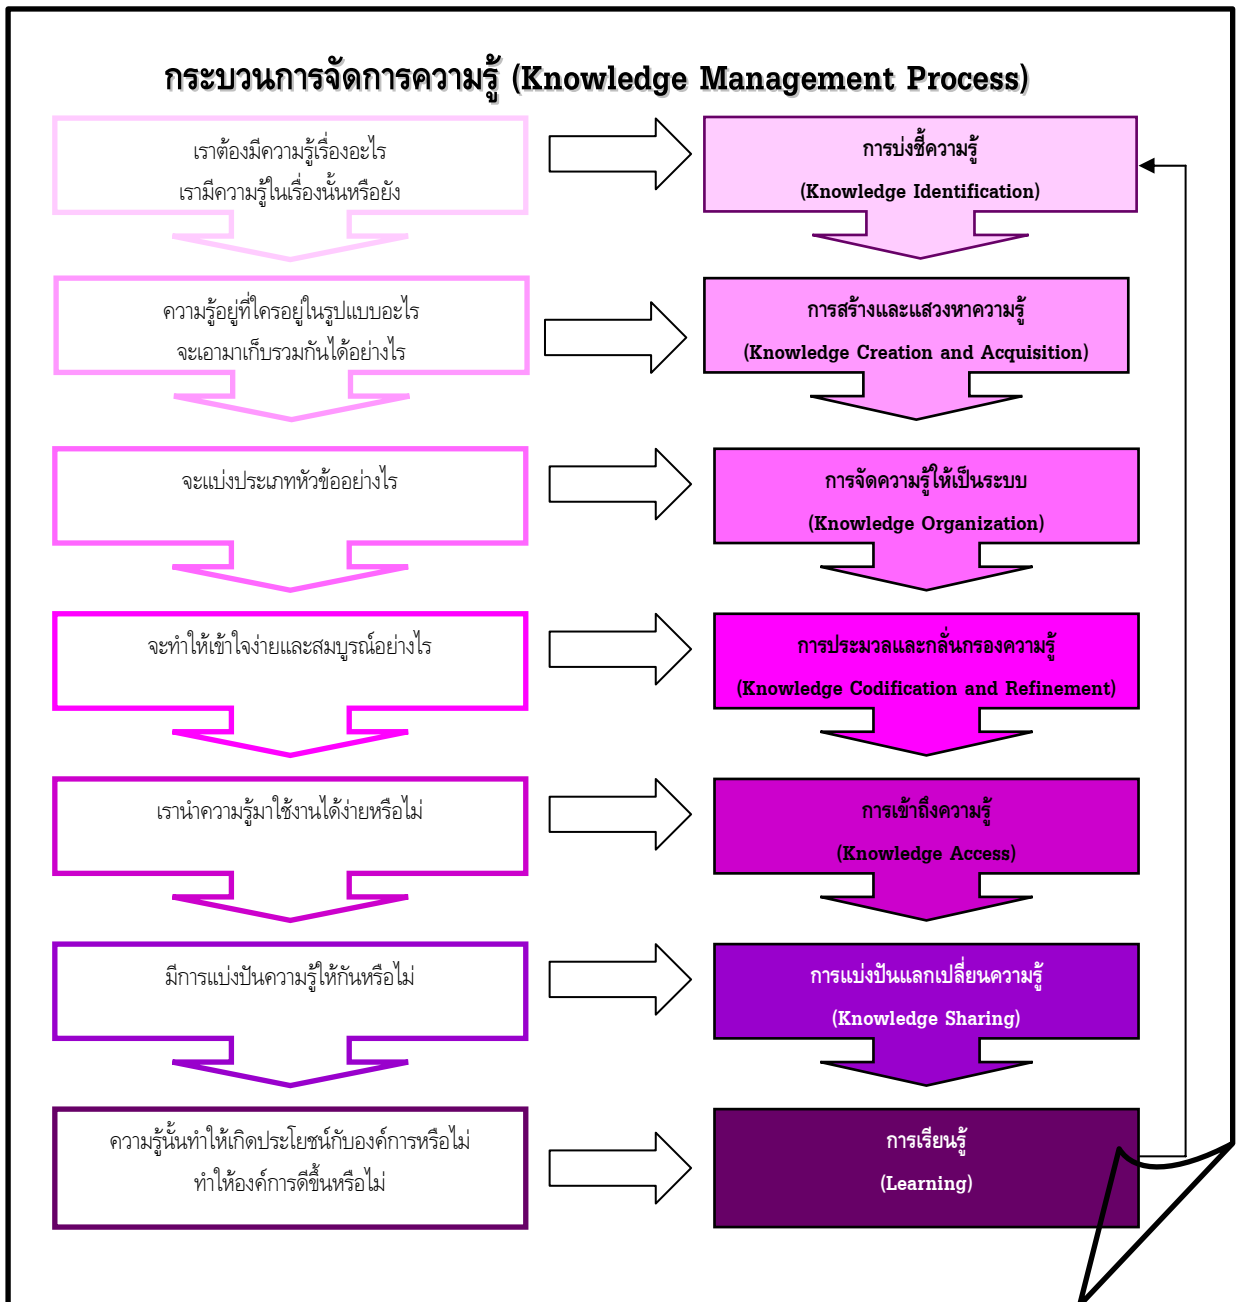 กระบวนการจัดการความรู้ (Knowledge Management Process)
เราต้องมีความรู้เรื่องอะไร
เรามีความรู้ในเรื่องนั้นหรือยัง
การบ่งชี้ความรู้
(Knowledge Identification)
ความรู้อยู่ที่ใครอยู่ในรูปแบบอะไร
จะเอามาเก็บรวมกันได้อย่างไร
การสร้างและแสวงหาความรู้
(Knowledge Creation and Acquisition)
จะแบ่งประเภทหัวข้ออย่างไร
การจัดความรู้ให้เป็นระบบ
(Knowledge Organization)
จะทำให้เข้าใจง่ายและสมบูรณ์อย่างไร
การประมวลและกลั่นกรองความรู้
(Knowledge Codification and Refinement)
เรานำความรู้มาใช้งานได้ง่ายหรือไม่
การเข้าถึงความรู้
(Knowledge Access)
มีการแบ่งปันความรู้ให้กันหรือไม่
การแบ่งปันแลกเปลี่ยนความรู้
(Knowledge Sharing)
ความรู้นั้นทำให้เกิดประโยชน์กับองค์การหรือไม่
ทำให้องค์การดีขึ้นหรือไม่
การเรียนรู้
(Learning)